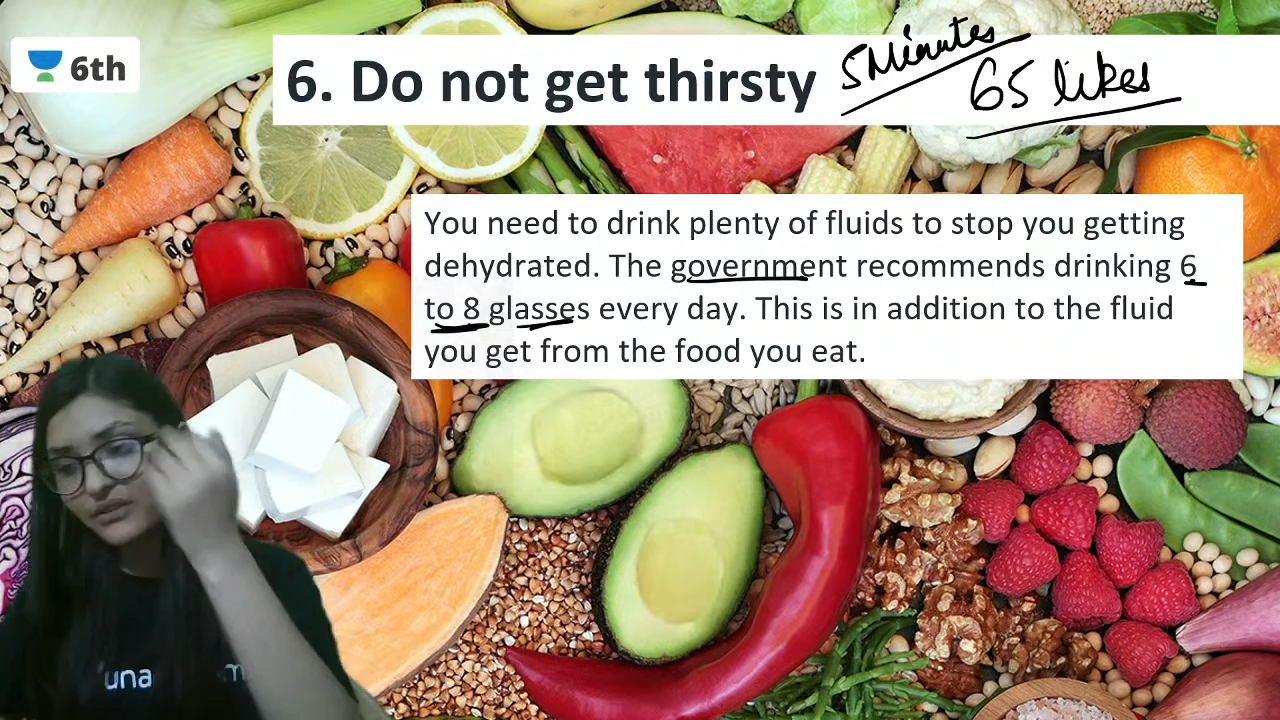 6th
6. Do not get thirsty
5 Minutes
65 likes
You need to drink plenty of fluids to stop you getting
dehydrated. The government recommends drinking 6
to 8 glasses every day. This is in addition to the fluid
you get from the food you eat.
una m